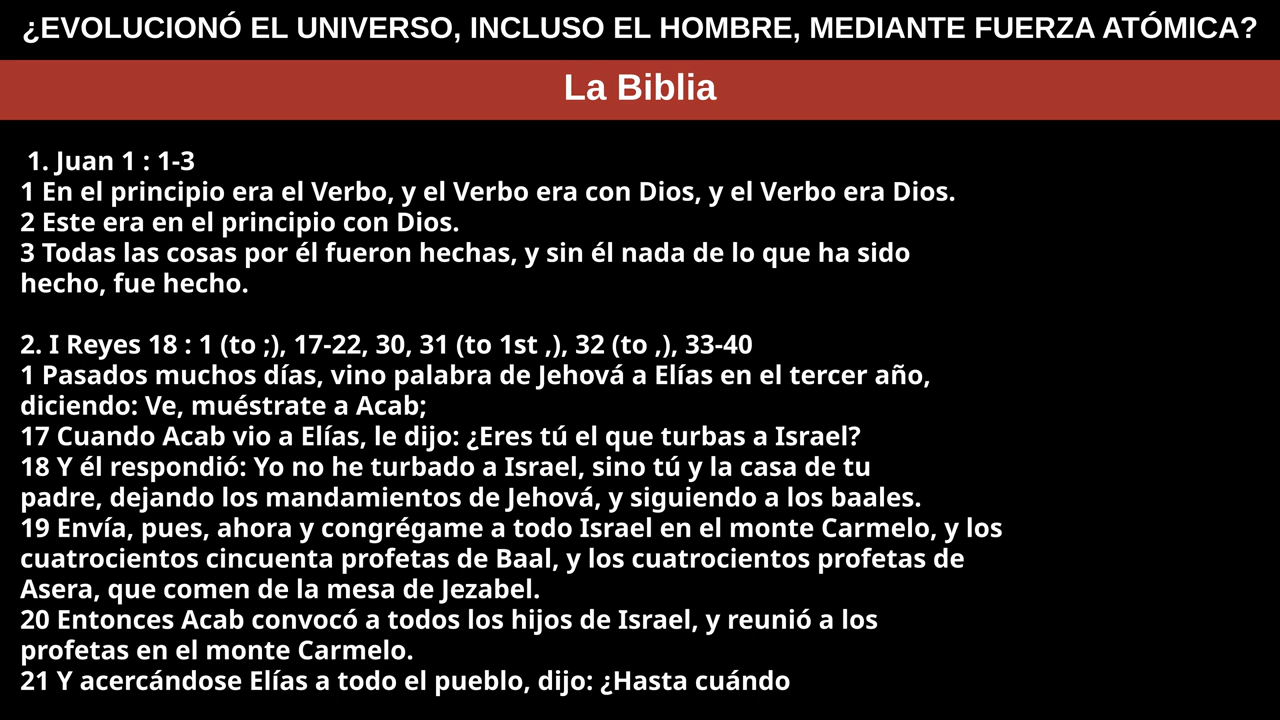 ¿EVOLUCIONÓ EL UNIVERSO, INCLUSO EL HOMBRE, MEDIANTE FUERZA ATÓMICA?
La Biblia
1. Juan 1 : 1-3
1 En el principio era el Verbo, y el Verbo era con Dios, y el Verbo era Dios.
2 Este era en el principio con Dios.
3 Todas las cosas por él fueron hechas, y sin él nada de lo que ha sido
hecho, fue hecho.
2. I Reyes 18 : 1 (to ;), 17-22, 30, 31 (to 1st ,), 32 (to ,), 33-40
1 Pasados muchos días, vino palabra de Jehová a Elías en el tercer año,
diciendo: Ve, muéstrate a Acab;
17 Cuando Acab vio a Elías, le dijo: ¿Eres tú el que turbas a Israel?
18 Y él respondió: Yo no he turbado a Israel, sino tú y la casa de tu
padre, dejando los mandamientos de Jehová, y siguiendo a los baales.
19 Envía, pues, ahora y congrégame a todo Israel en el monte Carmelo, y los
cuatrocientos cincuenta profetas de Baal, y los cuatrocientos profetas de
Asera, que comen de la mesa de Jezabel.
20 Entonces Acab convocó a todos los hijos de Israel, y reunió a los
profetas en el monte Carmelo.
21 Y acercándose Elías a todo el pueblo, dijo: ¿Hasta cuándo